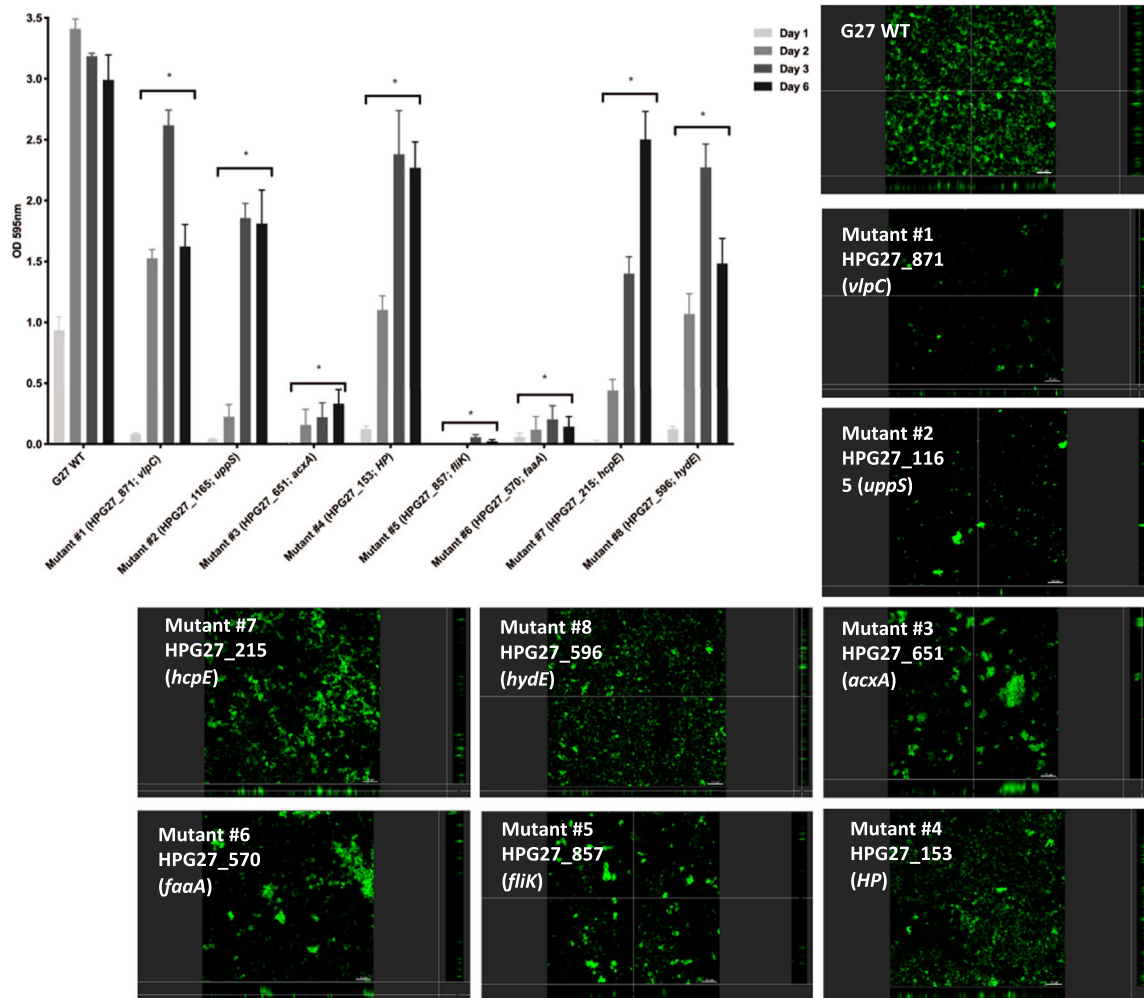 3.5
3.0
2.5
2.0
1.5
1.0
0.5
0.0
OD 595nm
Day 1
Day 2
Day 3
Day 6
*
*
*
*
*
*
*
*
G27 WT
Mutant #1 (HPG27_871; vlpC)
Mutant #2 (HPG27_1165; uppS)
Mutant #3 (HPG27_651; acxA)
Mutant #4 (HPG27_153; HP)
Mutant #5 (HPG27_857; fliK)
Mutant #6 (HPG27_570; faaA)
Mutant #7 (HPG27_215; hcpE)
Mutant #8 (HPG27_596; hydE)
G27 WT
Mutant #1
HPG27_871
(vlpC)
Mutant #2
HPG27_116
5 (uppS)
Mutant #7
HPG27_215
(hcpE)
Mutant #8
HPG27_596
(hydE)
Mutant #3
HPG27_651
(acxA)
Mutant #6
HPG27_570
(faaA)
Mutant #5
HPG27_857
(fliK)
Mutant #4
HPG27_153
(HP)